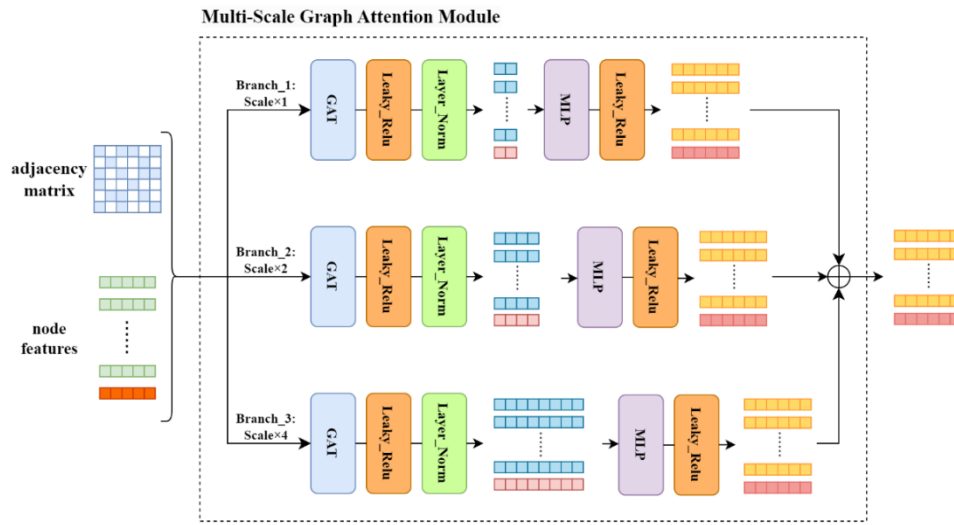 Multi-Scale Graph Attention Module
adjacency
matrix
node
features
Branch_1:
Scale×1
GAT
Leaky_Relu
Layer_Norm
MLP
Leaky_Relu
Branch_2:
Scale×2
GAT
Leaky_Relu
Layer_Norm
MLP
Leaky_Relu
Branch_3:
Scale×4
GAT
Leaky_Relu
Layer_Norm
MLP
Leaky_Relu